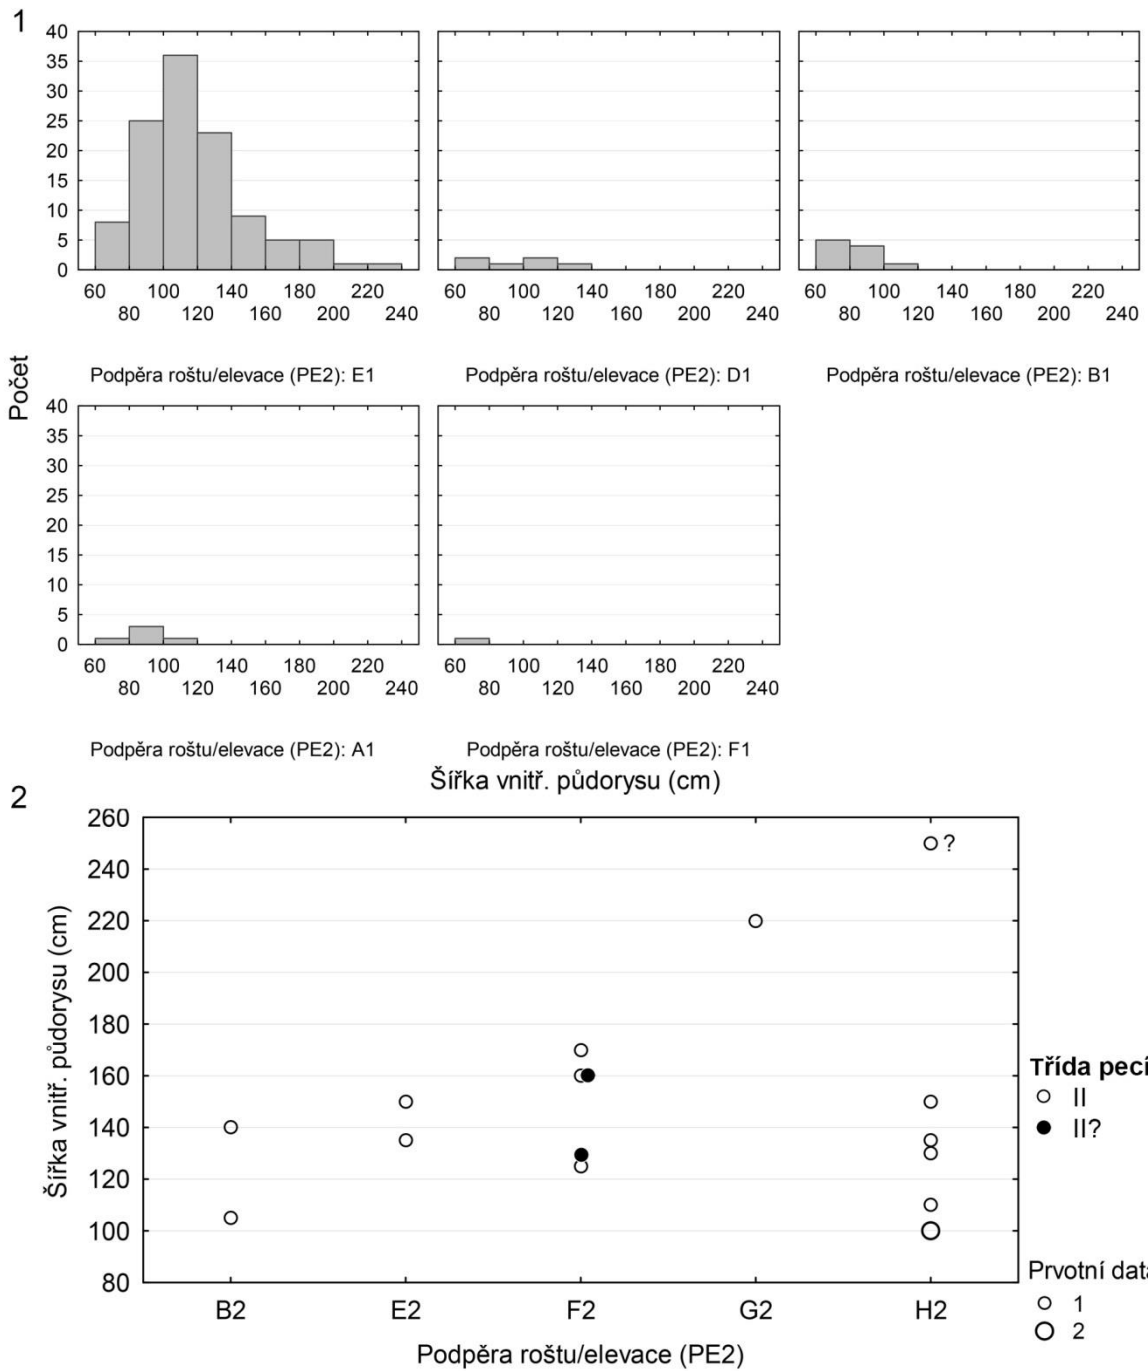 1
40
35
30
25
20
15
10
5
0
60 100 140 180 220
80 120 160 200 240
60 100 140 180 220
80 120 160 200 240
60 100 140 180 220
80 120 160 200 240
Podpěra roštu/elevace (PE2): E1
Podpěra roštu/elevace (PE2): D1
Podpěra roštu/elevace (PE2): B1
Počet
40
35
30
25
20
15
10
5
0
60 100 140 180 220
80 120 160 200 240
60 100 140 180 220
80 120 160 200 240
Podpěra roštu/elevace (PE2): A1
Podpěra roštu/elevace (PE2): F1
Šířka vnitř. půdorysu (cm)
2
Šířka vnitř. půdorysu (cm)
260
240
220
200
180
160
140
120
100
80
?
B2 E2 F2 G2 H2
Podpěra roštu/elevace (PE2)
Třída pecí
II
II?
Prvotní data
1
2